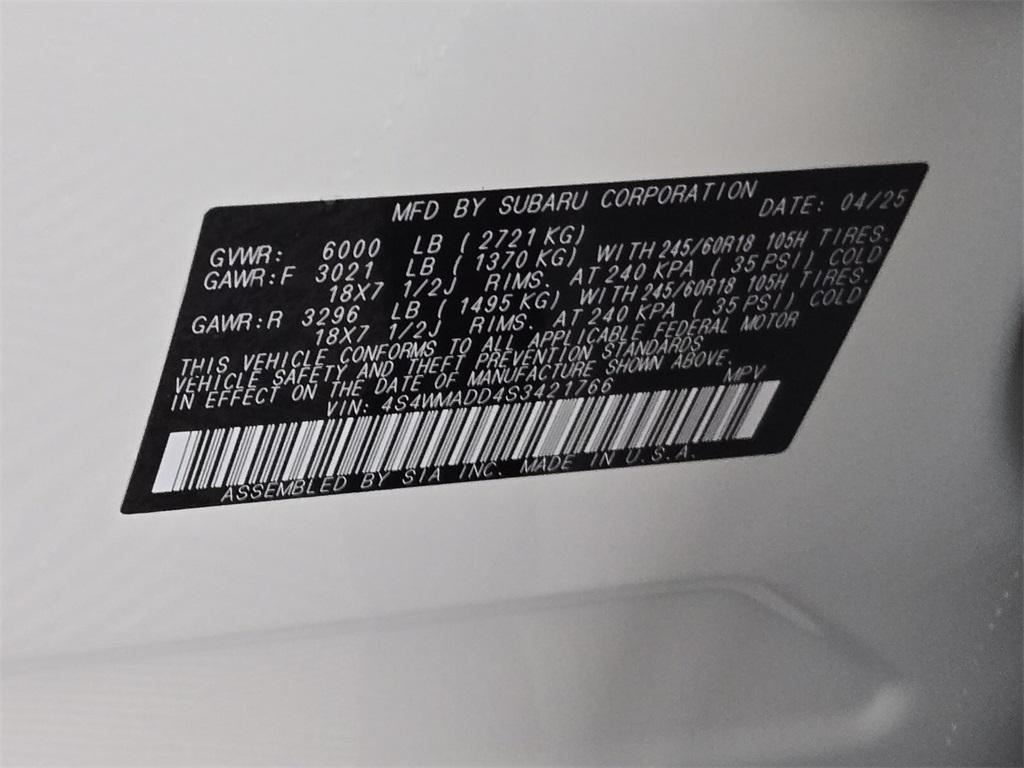 MFD BY SUBARU CORPORATION DATE: 04/25
GVWR: 6000 LB ( 2721 KG)
GAWR:F 3021 LB ( 1370 KG) WITH 245/60R18 105H TIRES.
18X7 1/2J RIMS. AT 240 KPA ( 35 PSI) COLD
GAWR:R 3296 LB ( 1495 KG) WITH 245/60R18 105H TIRES.
18X7 1/2J RIMS. AT 240 KPA ( 35 PSI) COLD
THIS VEHICLE CONFORMS TO ALL APPLICABLE FEDERAL MOTOR
VEHICLE SAFETY AND THEFT PREVENTION STANDARDS
IN EFFECT ON THE DATE OF MANUFACTURE SHOWN ABOVE.
VIN: 4S4WMADD4S3421766 MPV
ASSEMBLED BY SIA INC. MADE IN U.S.A.